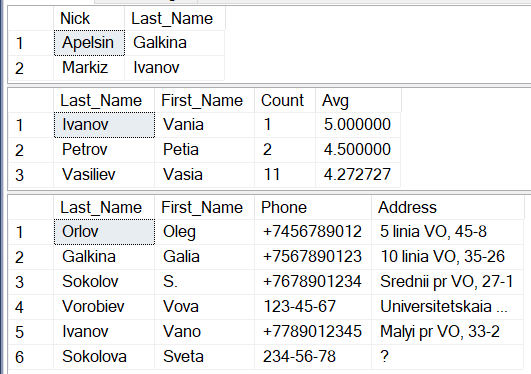 Nick Last_Name
1 Apelsin Galkina
2 Markiz Ivanov
Last_Name First_Name Count Avg
1 Ivanov Vania 1 5.000000
2 Petrov Petia 2 4.500000
3 Vasiliev Vasia 11 4.272727
Last_Name First_Name Phone Address
1 Orlov Oleg +7456789012 5 linia VO, 45-8
2 Galkina Galia +7567890123 10 linia VO, 35-26
3 Sokolov S. +7678901234 Srednii pr VO, 27-1
4 Vorobiev Vova 123-45-67 Universitetskaia ...
5 Ivanov Vano +7789012345 Malyi pr VO, 33-2
6 Sokolova Sveta 234-56-78 ?